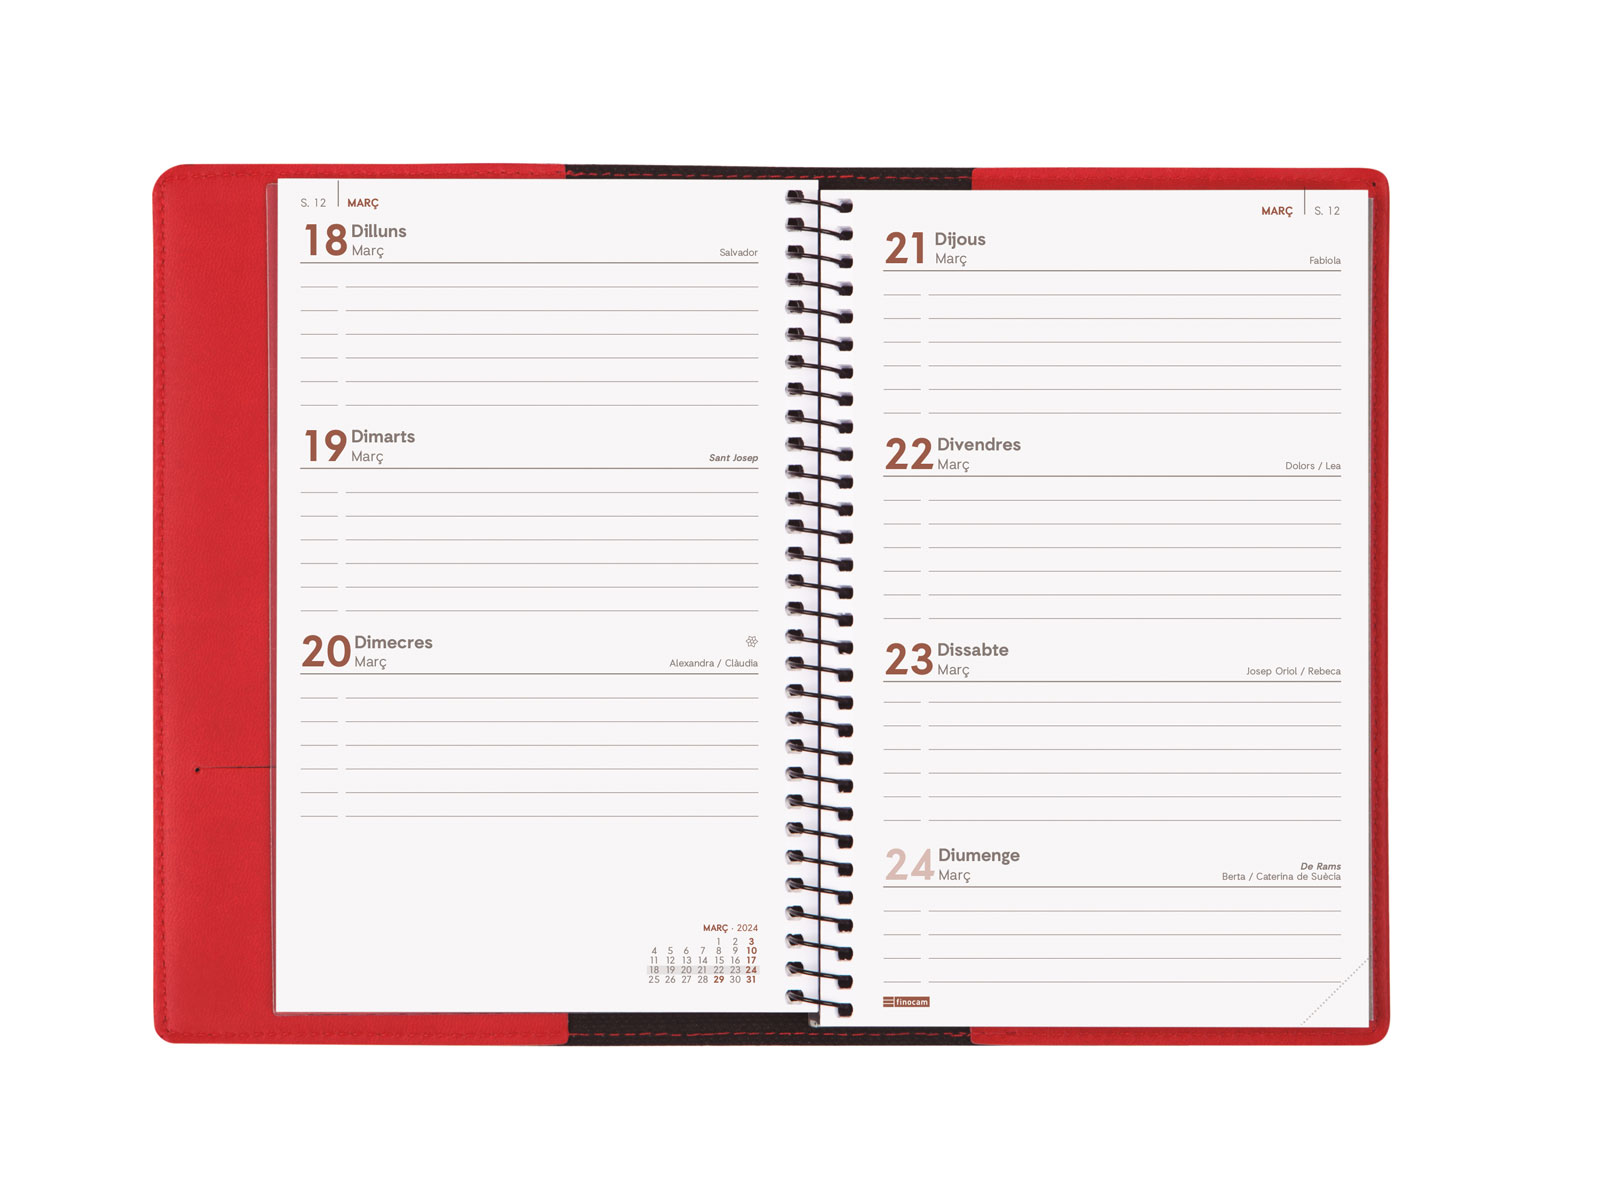 S. 12 MARÇ
18 Dilluns
Març
Salvador
19 Dimarts
Març
Sant Josep
20 Dimecres
Març
Alexandra / Clàudia
MARÇ · 2024
1 2 3
4 5 6 7 8 9 10
11 12 13 14 15 16 17
18 19 20 21 22 23 24
25 26 27 28 29 30 31
MARÇ S. 12
21 Dijous
Març
Fabiola
22 Divendres
Març
Dolors / Lea
23 Dissabte
Març
Josep Oriol / Rebeca
24 Diumenge
Març
De Rams
Berta / Caterina de Suècia
finocam